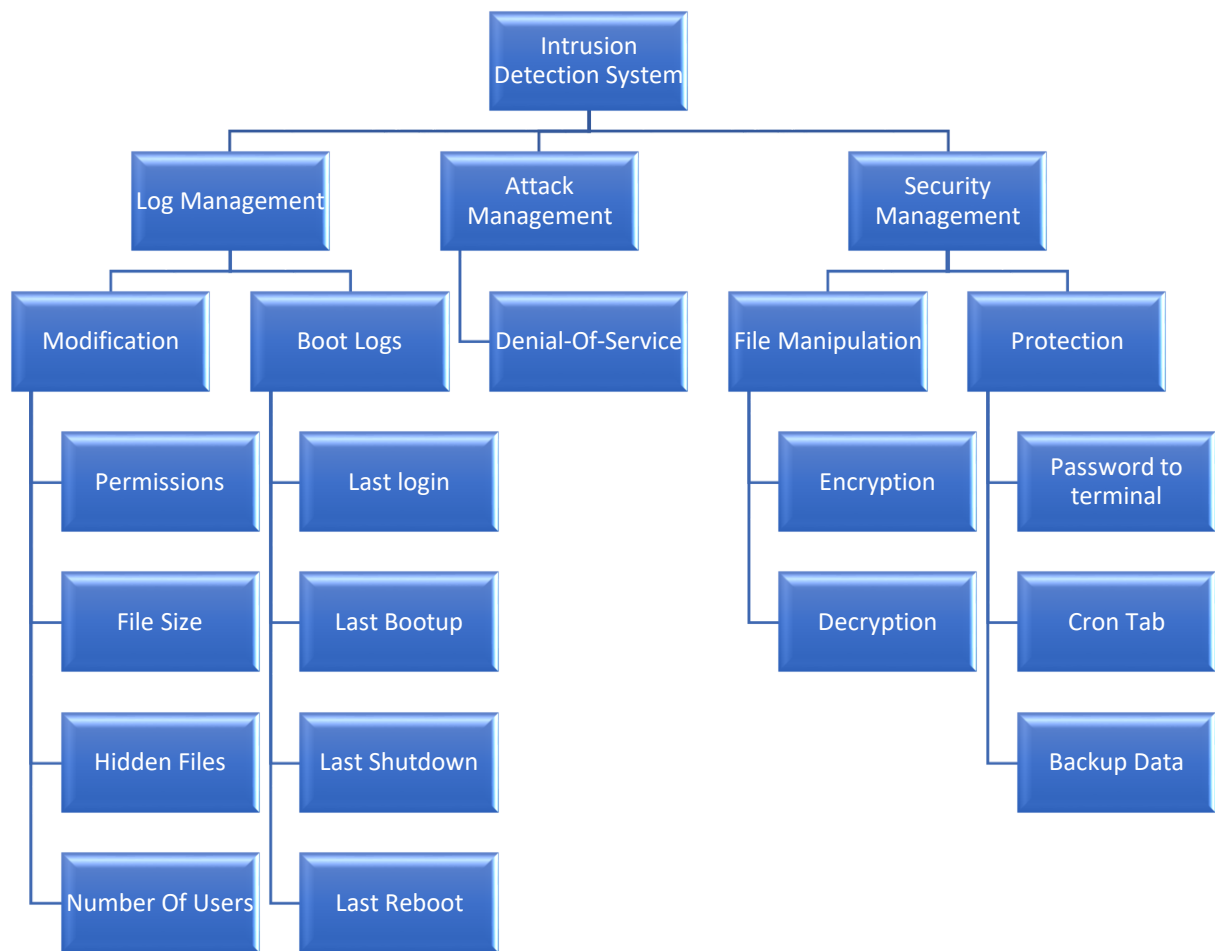 Intrusion
Detection System
Log Management
Attack
Management
Security
Management
Modification
Boot Logs
Denial-Of-Service
File Manipulation
Protection
Permissions
Last login
Encryption
Password to
terminal
File Size
Last Bootup
Decryption
Cron Tab
Hidden Files
Last Shutdown
Backup Data
Number Of Users
Last Reboot